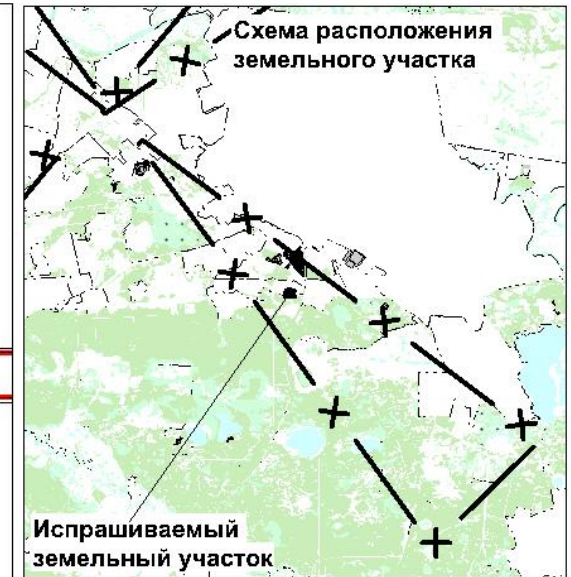 Схема расположения
земельного участка
Испрашиваемый
земельный участок